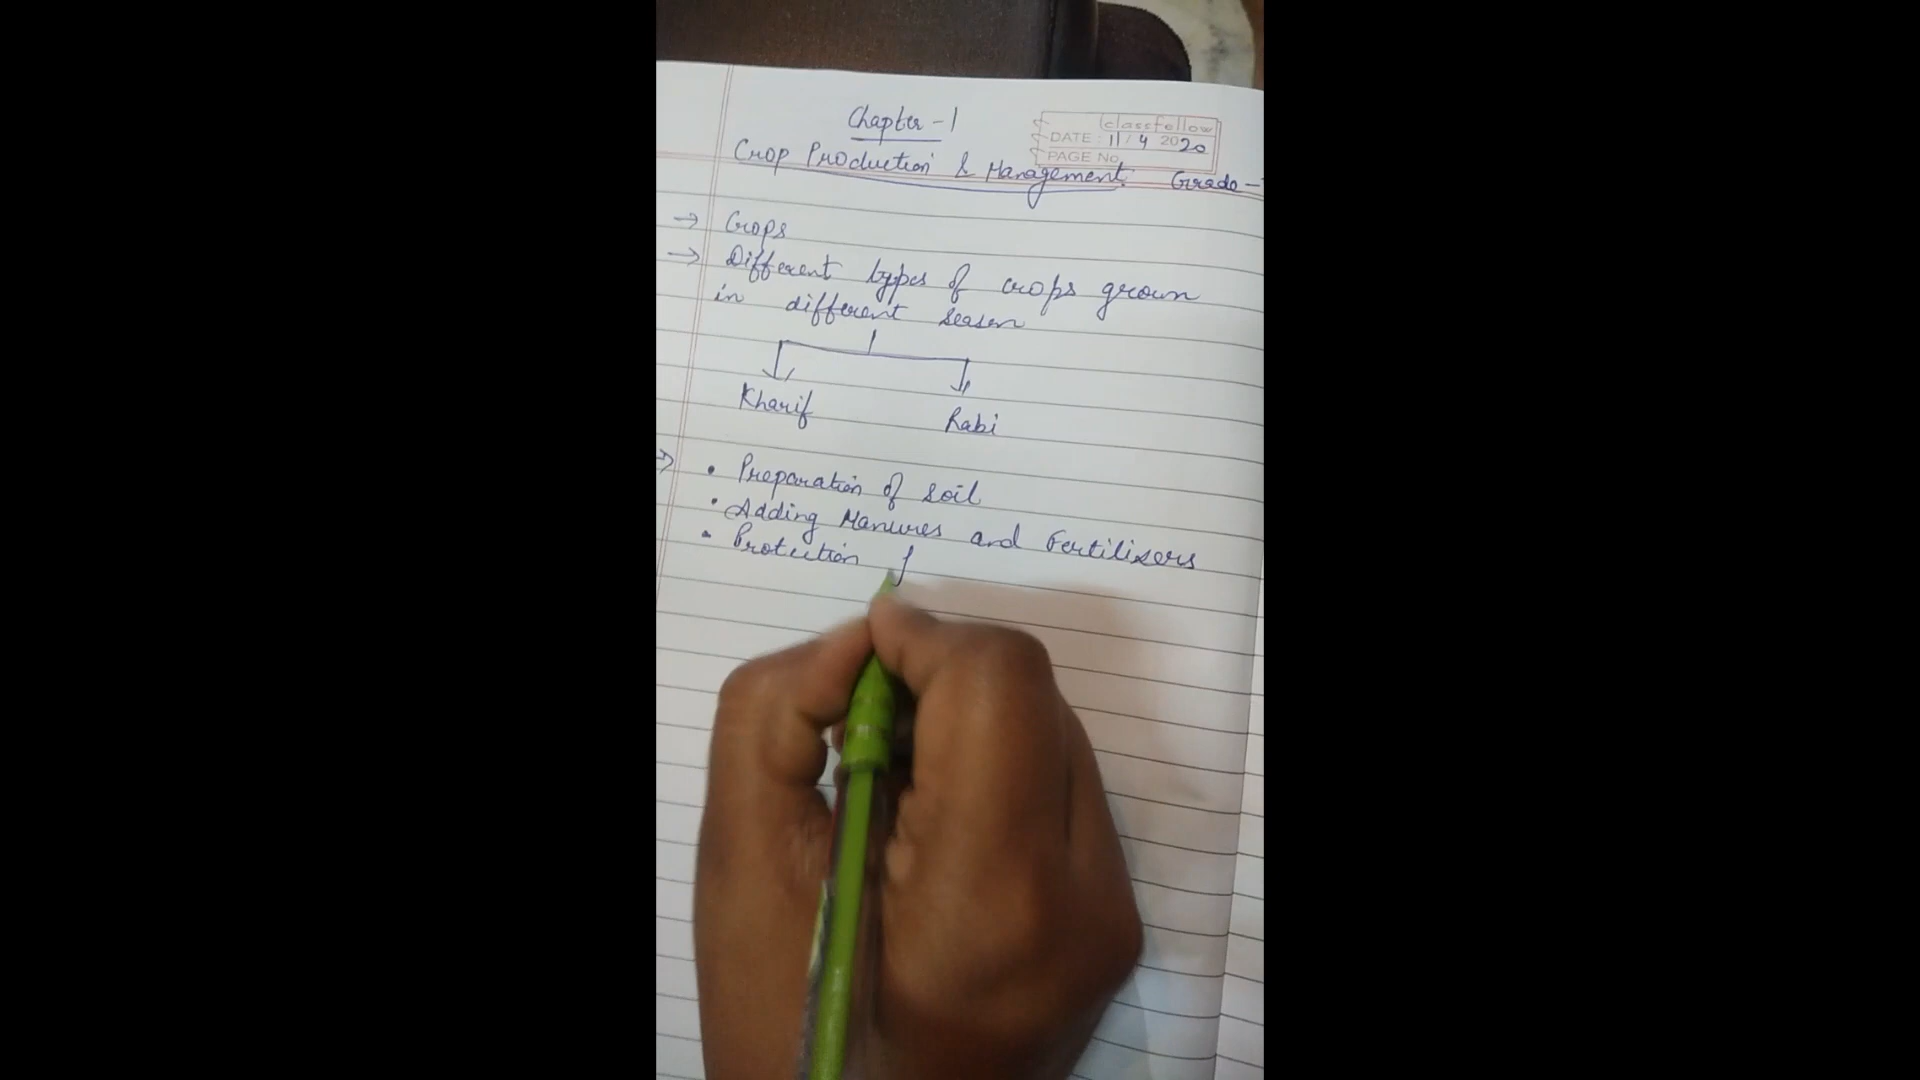 Chapter - 1
classfellow
DATE : 11 / 4 2020
PAGE No.
Crop Production & Management
Grade -
→ Crops
→ Different types of crops grown
in different season
Kharif
Rabi
→ • Preparation of Soil
• Adding Manures and Fertilisers
• Protection f